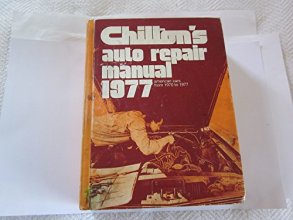 Chilton's
auto repair
manual
1977
american cars
from 1970 to 1977